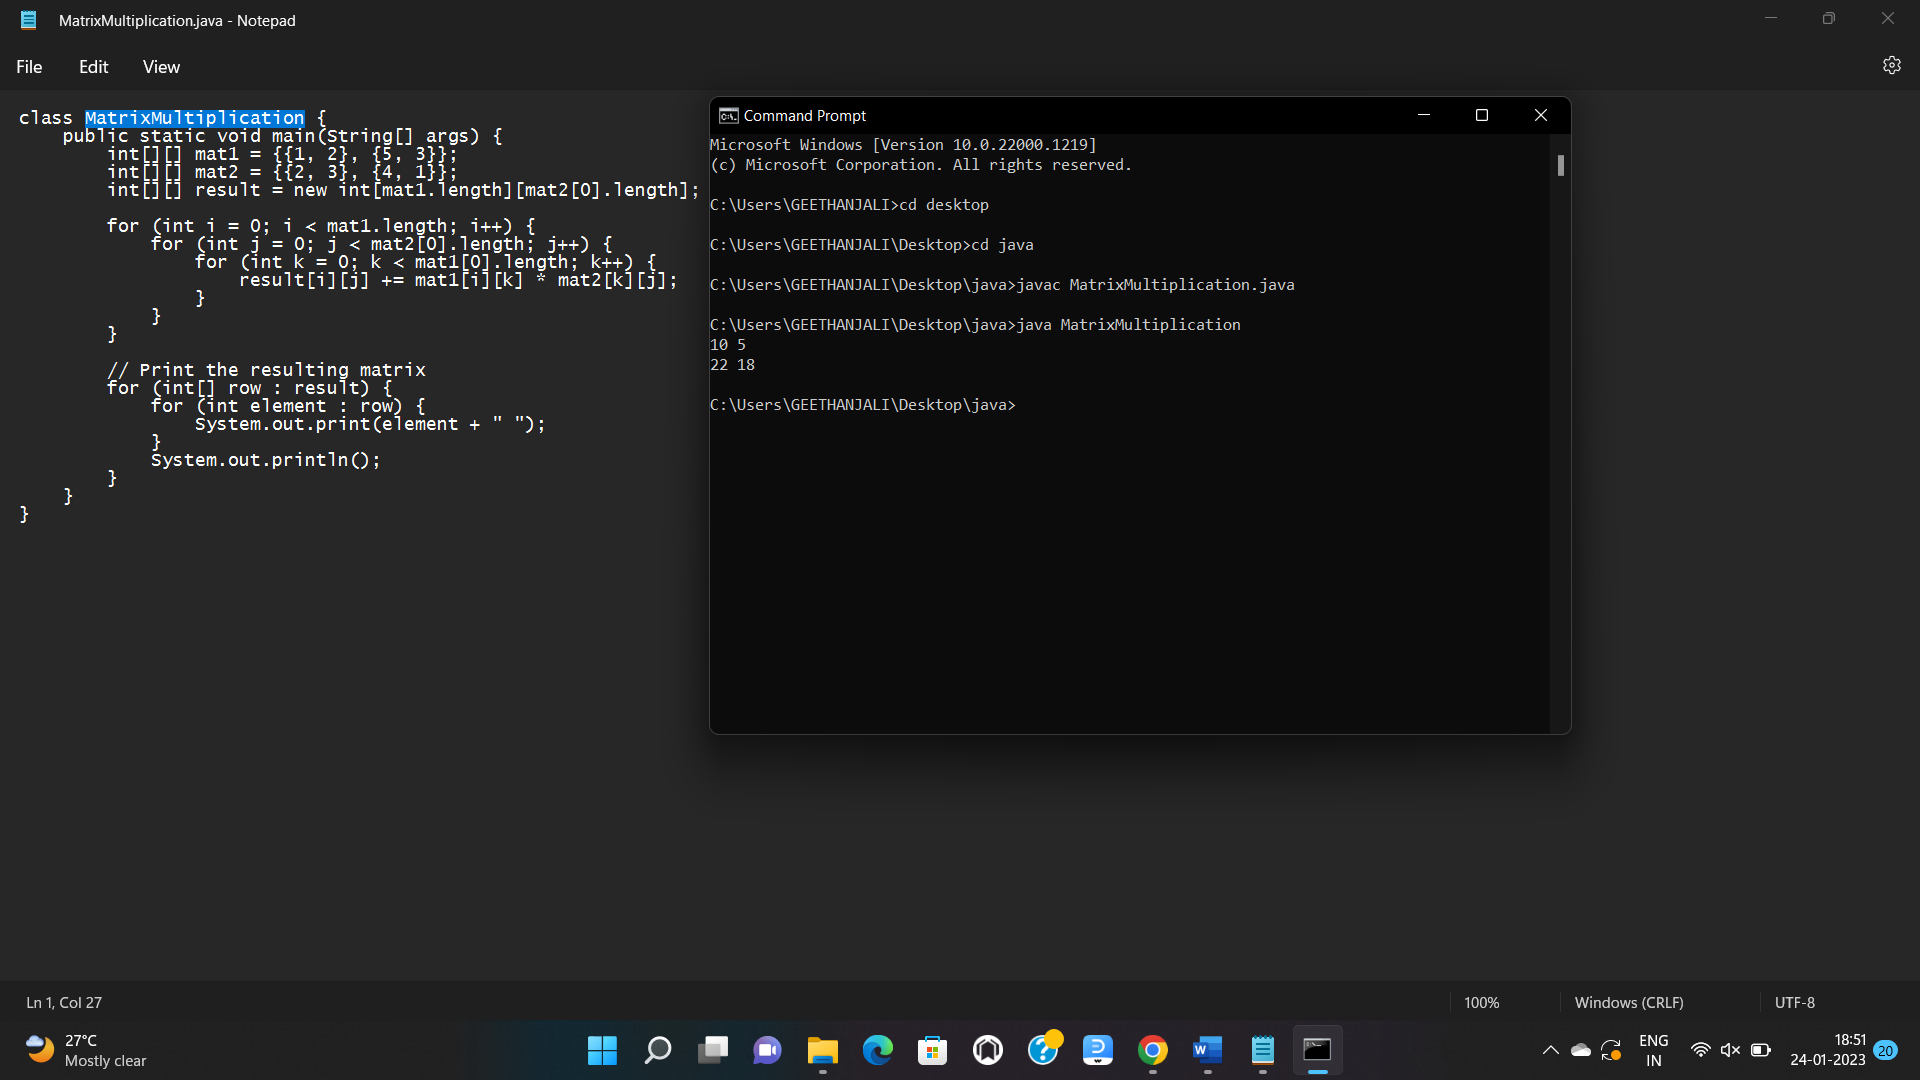 MatrixMultiplication.java - Notepad
File Edit View
class MatrixMultiplication {
    public static void main(String[] args) {
        int[][] mat1 = {{1, 2}, {5, 3}};
        int[][] mat2 = {{2, 3}, {4, 1}};
        int[][] result = new int[mat1.length][mat2[0].length];

        for (int i = 0; i < mat1.length; i++) {
            for (int j = 0; j < mat2[0].length; j++) {
                for (int k = 0; k < mat1[0].length; k++) {
                    result[i][j] += mat1[i][k] * mat2[k][j];
                }
            }
        }

        // Print the resulting matrix
        for (int[] row : result) {
            for (int element : row) {
                System.out.print(element + " ");
            }
            System.out.println();
        }
    }
}
Command Prompt
Microsoft Windows [Version 10.0.22000.1219]
(c) Microsoft Corporation. All rights reserved.

C:\Users\GEETHANJALI>cd desktop

C:\Users\GEETHANJALI\Desktop>cd java

C:\Users\GEETHANJALI\Desktop\java>javac MatrixMultiplication.java

C:\Users\GEETHANJALI\Desktop\java>java MatrixMultiplication
10 5
22 18

C:\Users\GEETHANJALI\Desktop\java>
Ln 1, Col 27
100%
Windows (CRLF)
UTF-8
27°C
Mostly clear
ENG
IN
18:51
24-01-2023
20